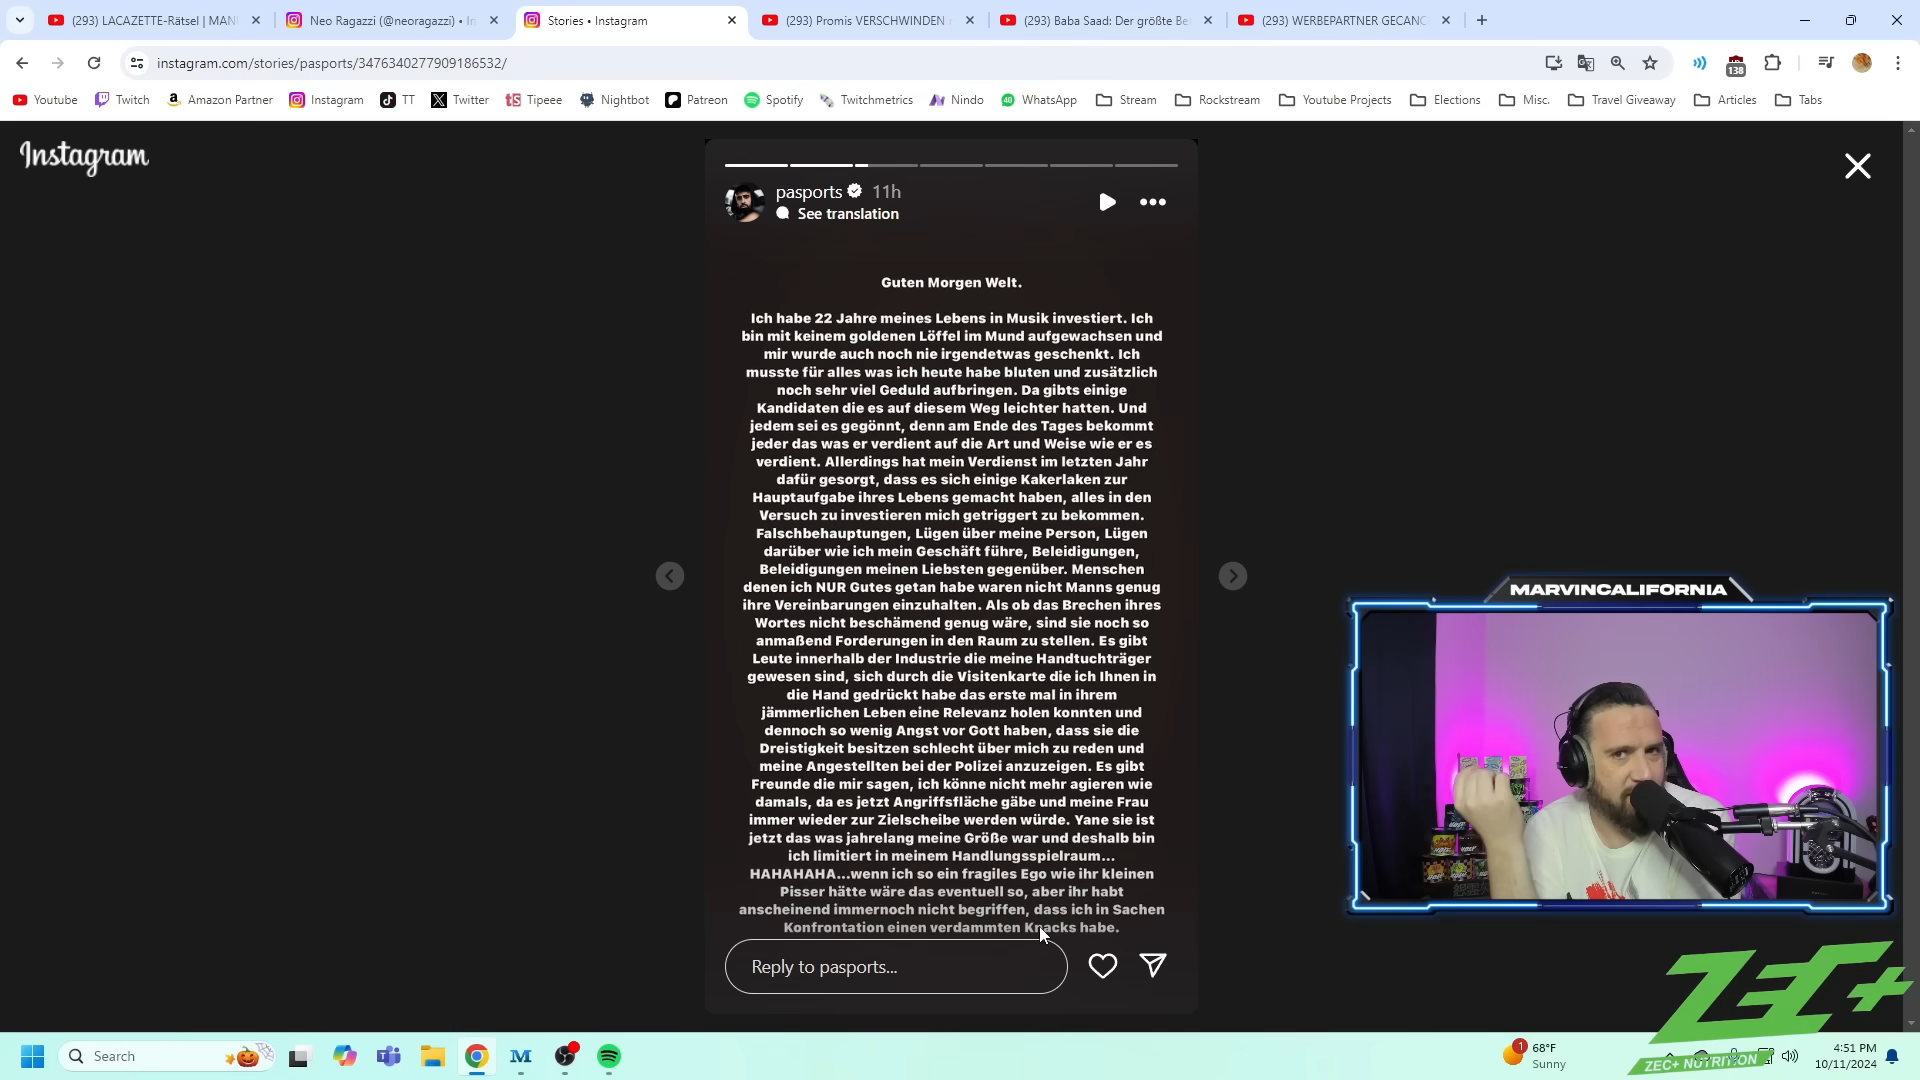 (293) LACAZETTE-Rätsel | MAN
Neo Ragazzi (@neoragazzi) • In
Stories • Instagram
(293) Promis VERSCHWINDEN
(293) Baba Saad: Der größte Be
(293) WERBEPARTNER GECANC
instagram.com/stories/pasports/3476340277909186532/
138
Youtube
Twitch
Amazon Partner
Instagram
TT
Twitter
Tipeee
Nightbot
Patreon
Spotify
Twitchmetrics
Nindo
WhatsApp
Stream
Rockstream
Youtube Projects
Elections
Misc.
Travel Giveaway
Articles
Tabs
Instagram
pasports 11h
See translation
Guten Morgen Welt.
Ich habe 22 Jahre meines Lebens in Musik investiert. Ich
bin mit keinem goldenen Löffel im Mund aufgewachsen und
mir wurde auch noch nie irgendetwas geschenkt. Ich
musste für alles was ich heute habe bluten und zusätzlich
noch sehr viel Geduld aufbringen. Da gibts einige
Kandidaten die es auf diesem Weg leichter hatten. Und
jedem sei es gegönnt, denn am Ende des Tages bekommt
jeder das was er verdient auf die Art und Weise wie er es
verdient. Allerdings hat mein Verdienst im letzten Jahr
dafür gesorgt, dass es sich einige Kakerlaken zur
Hauptaufgabe ihres Lebens gemacht haben, alles in den
Versuch zu investieren mich getriggert zu bekommen.
Falschbehauptungen, Lügen über meine Person, Lügen
darüber wie ich mein Geschäft führe, Beleidigungen,
Beleidigungen meinen Liebsten gegenüber. Menschen
denen ich NUR Gutes getan habe waren nicht Manns genug
ihre Vereinbarungen einzuhalten. Als ob das Brechen ihres
Wortes nicht beschämend genug wäre, sind sie noch so
anmaßend Forderungen in den Raum zu stellen. Es gibt
Leute innerhalb der Industrie die meine Handtuchträger
gewesen sind, sich durch die Visitenkarte die ich Ihnen in
die Hand gedrückt habe das erste mal in ihrem
jämmerlichen Leben eine Relevanz holen konnten und
dennoch so wenig Angst vor Gott haben, dass sie die
Dreistigkeit besitzen schlecht über mich zu reden und
meine Angestellten bei der Polizei anzuzeigen. Es gibt
Freunde die mir sagen, ich könne nicht mehr agieren wie
damals, da es jetzt Angriffsfläche gäbe und meine Frau
immer wieder zur Zielscheibe werden würde. Yane sie ist
jetzt das was jahrelang meine Größe war und deshalb bin
ich limitiert in meinem Handlungsspielraum...
HAHAHAHA...wenn ich so ein fragiles Ego wie ihr kleinen
Pisser hätte wäre das eventuell so, aber ihr habt
anscheinend immernoch nicht begriffen, dass ich in Sachen
Konfrontation einen verdammten Knacks habe.
Reply to pasports...
MARVINCALIFORNIA
ZEC+
ZEC+ NUTRITION
Search
1
68°F
Sunny
4:51 PM
10/11/2024